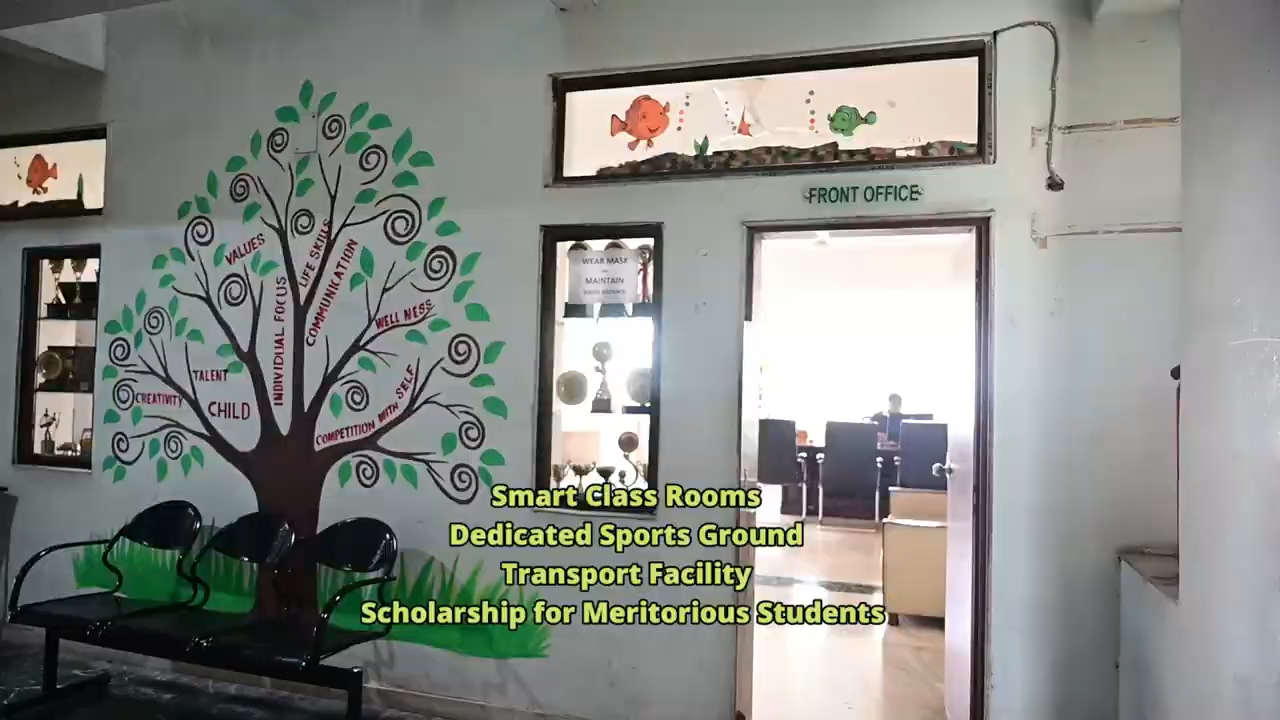 FRONT OFFICE
VALUES
LIFE SKILLS
INDIVIDUAL FOCUS
COMMUNICATION
WELL NESS
TALENT
CREATIVITY
CHILD
COMPETITION WITH SELF
WEAR MASK
MAINTAIN
Smart Class Rooms
Dedicated Sports Ground
Transport Facility
Scholarship for Meritorious Students